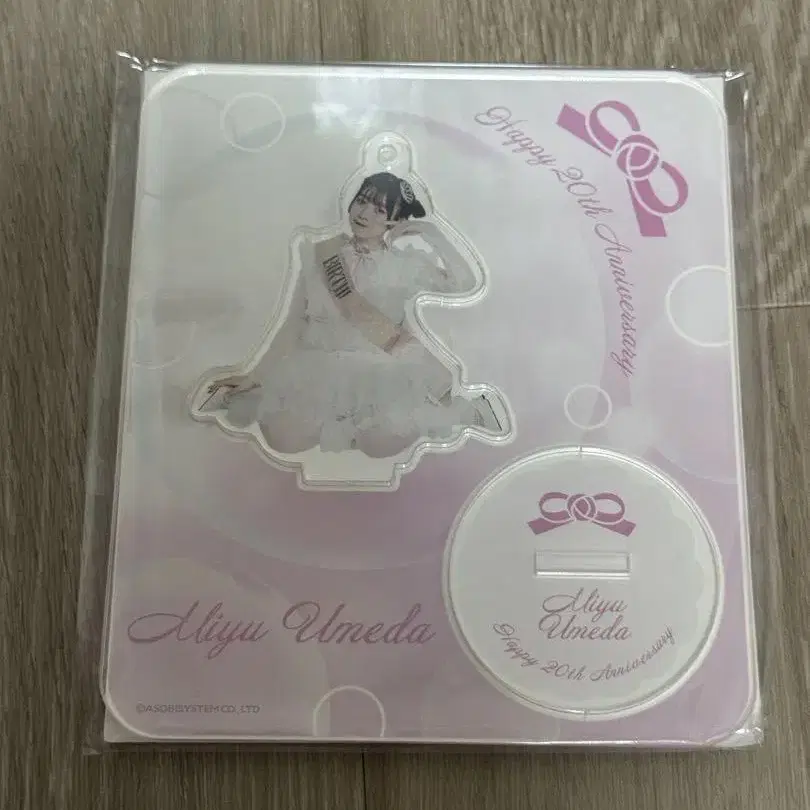 Happy 20th Anniversary
BIRTH
Miyu Umeda
Miyu
Umeda
Happy 20th Anniversary
©ASOBISYSTEM CO., LTD